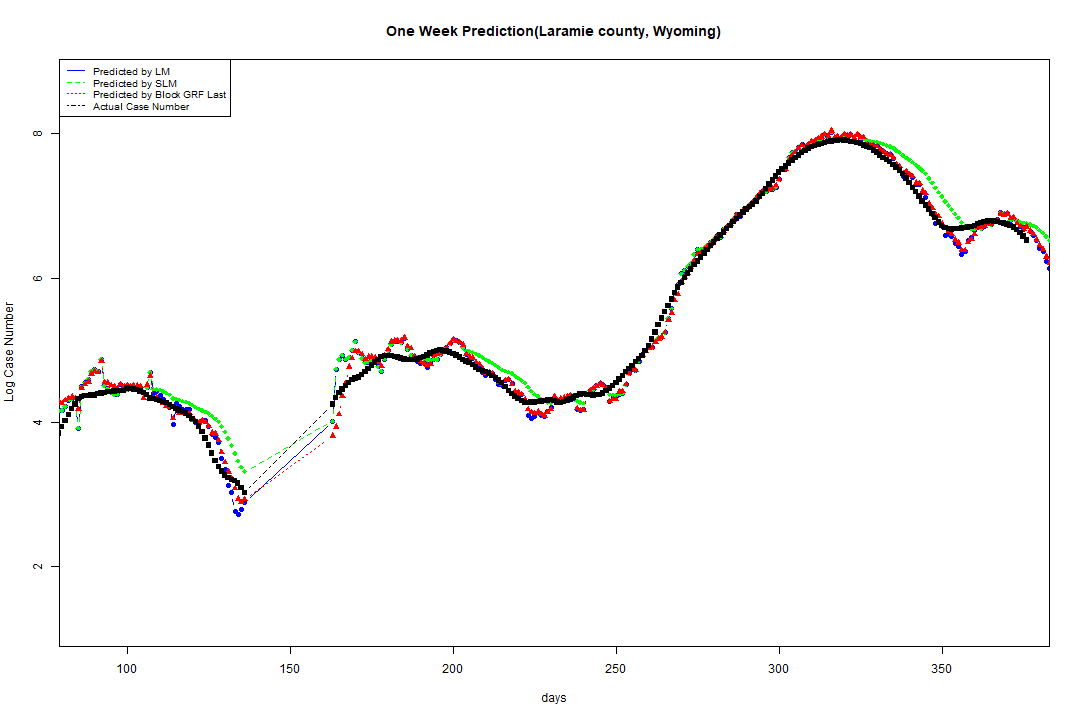 One Week Prediction(Laramie county, Wyoming)
Predicted by LM
Predicted by SLM
Predicted by Block GRF Last
Actual Case Number
Log Case Number
8
6
4
2
100 150 200 250 300 350
days